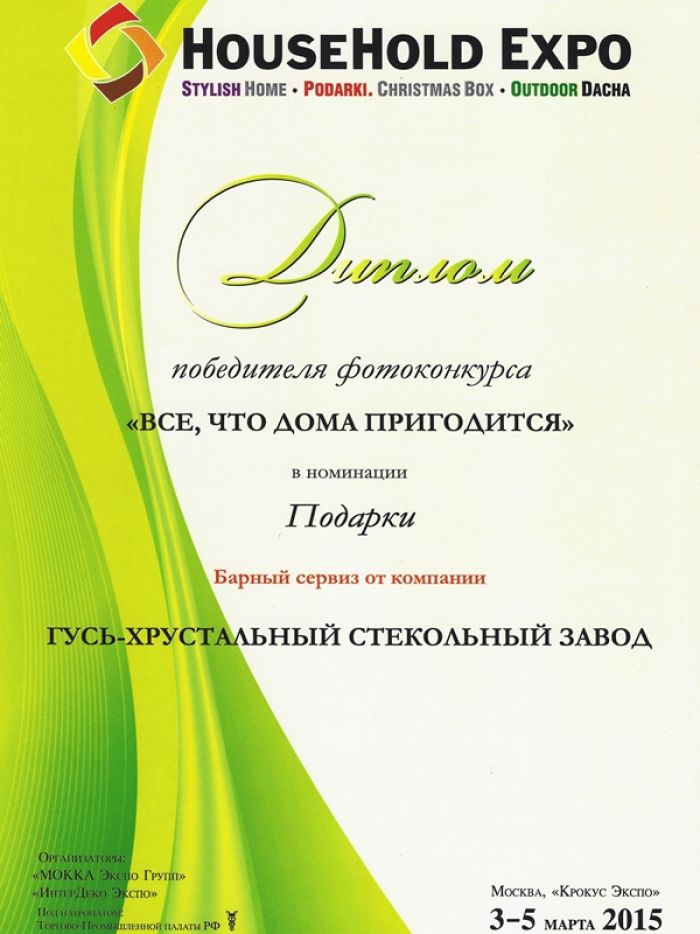 HouseHold Expo
Stylish Home • Podarki. Christmas Box • Outdoor Dacha
Диплом
победителя фотоконкурса
«ВСЕ, ЧТО ДОМА ПРИГОДИТСЯ»
в номинации
Подарки
Барный сервиз от компании
ГУСЬ-ХРУСТАЛЬНЫЙ СТЕКОЛЬНЫЙ ЗАВОД
Организаторы:
«МОККА Экспо Групп»
«ИнтерДеко Экспо»
Под патронатом:
Торгово-Промышленной палаты РФ
Москва, «Крокус Экспо»
3–5 марта 2015